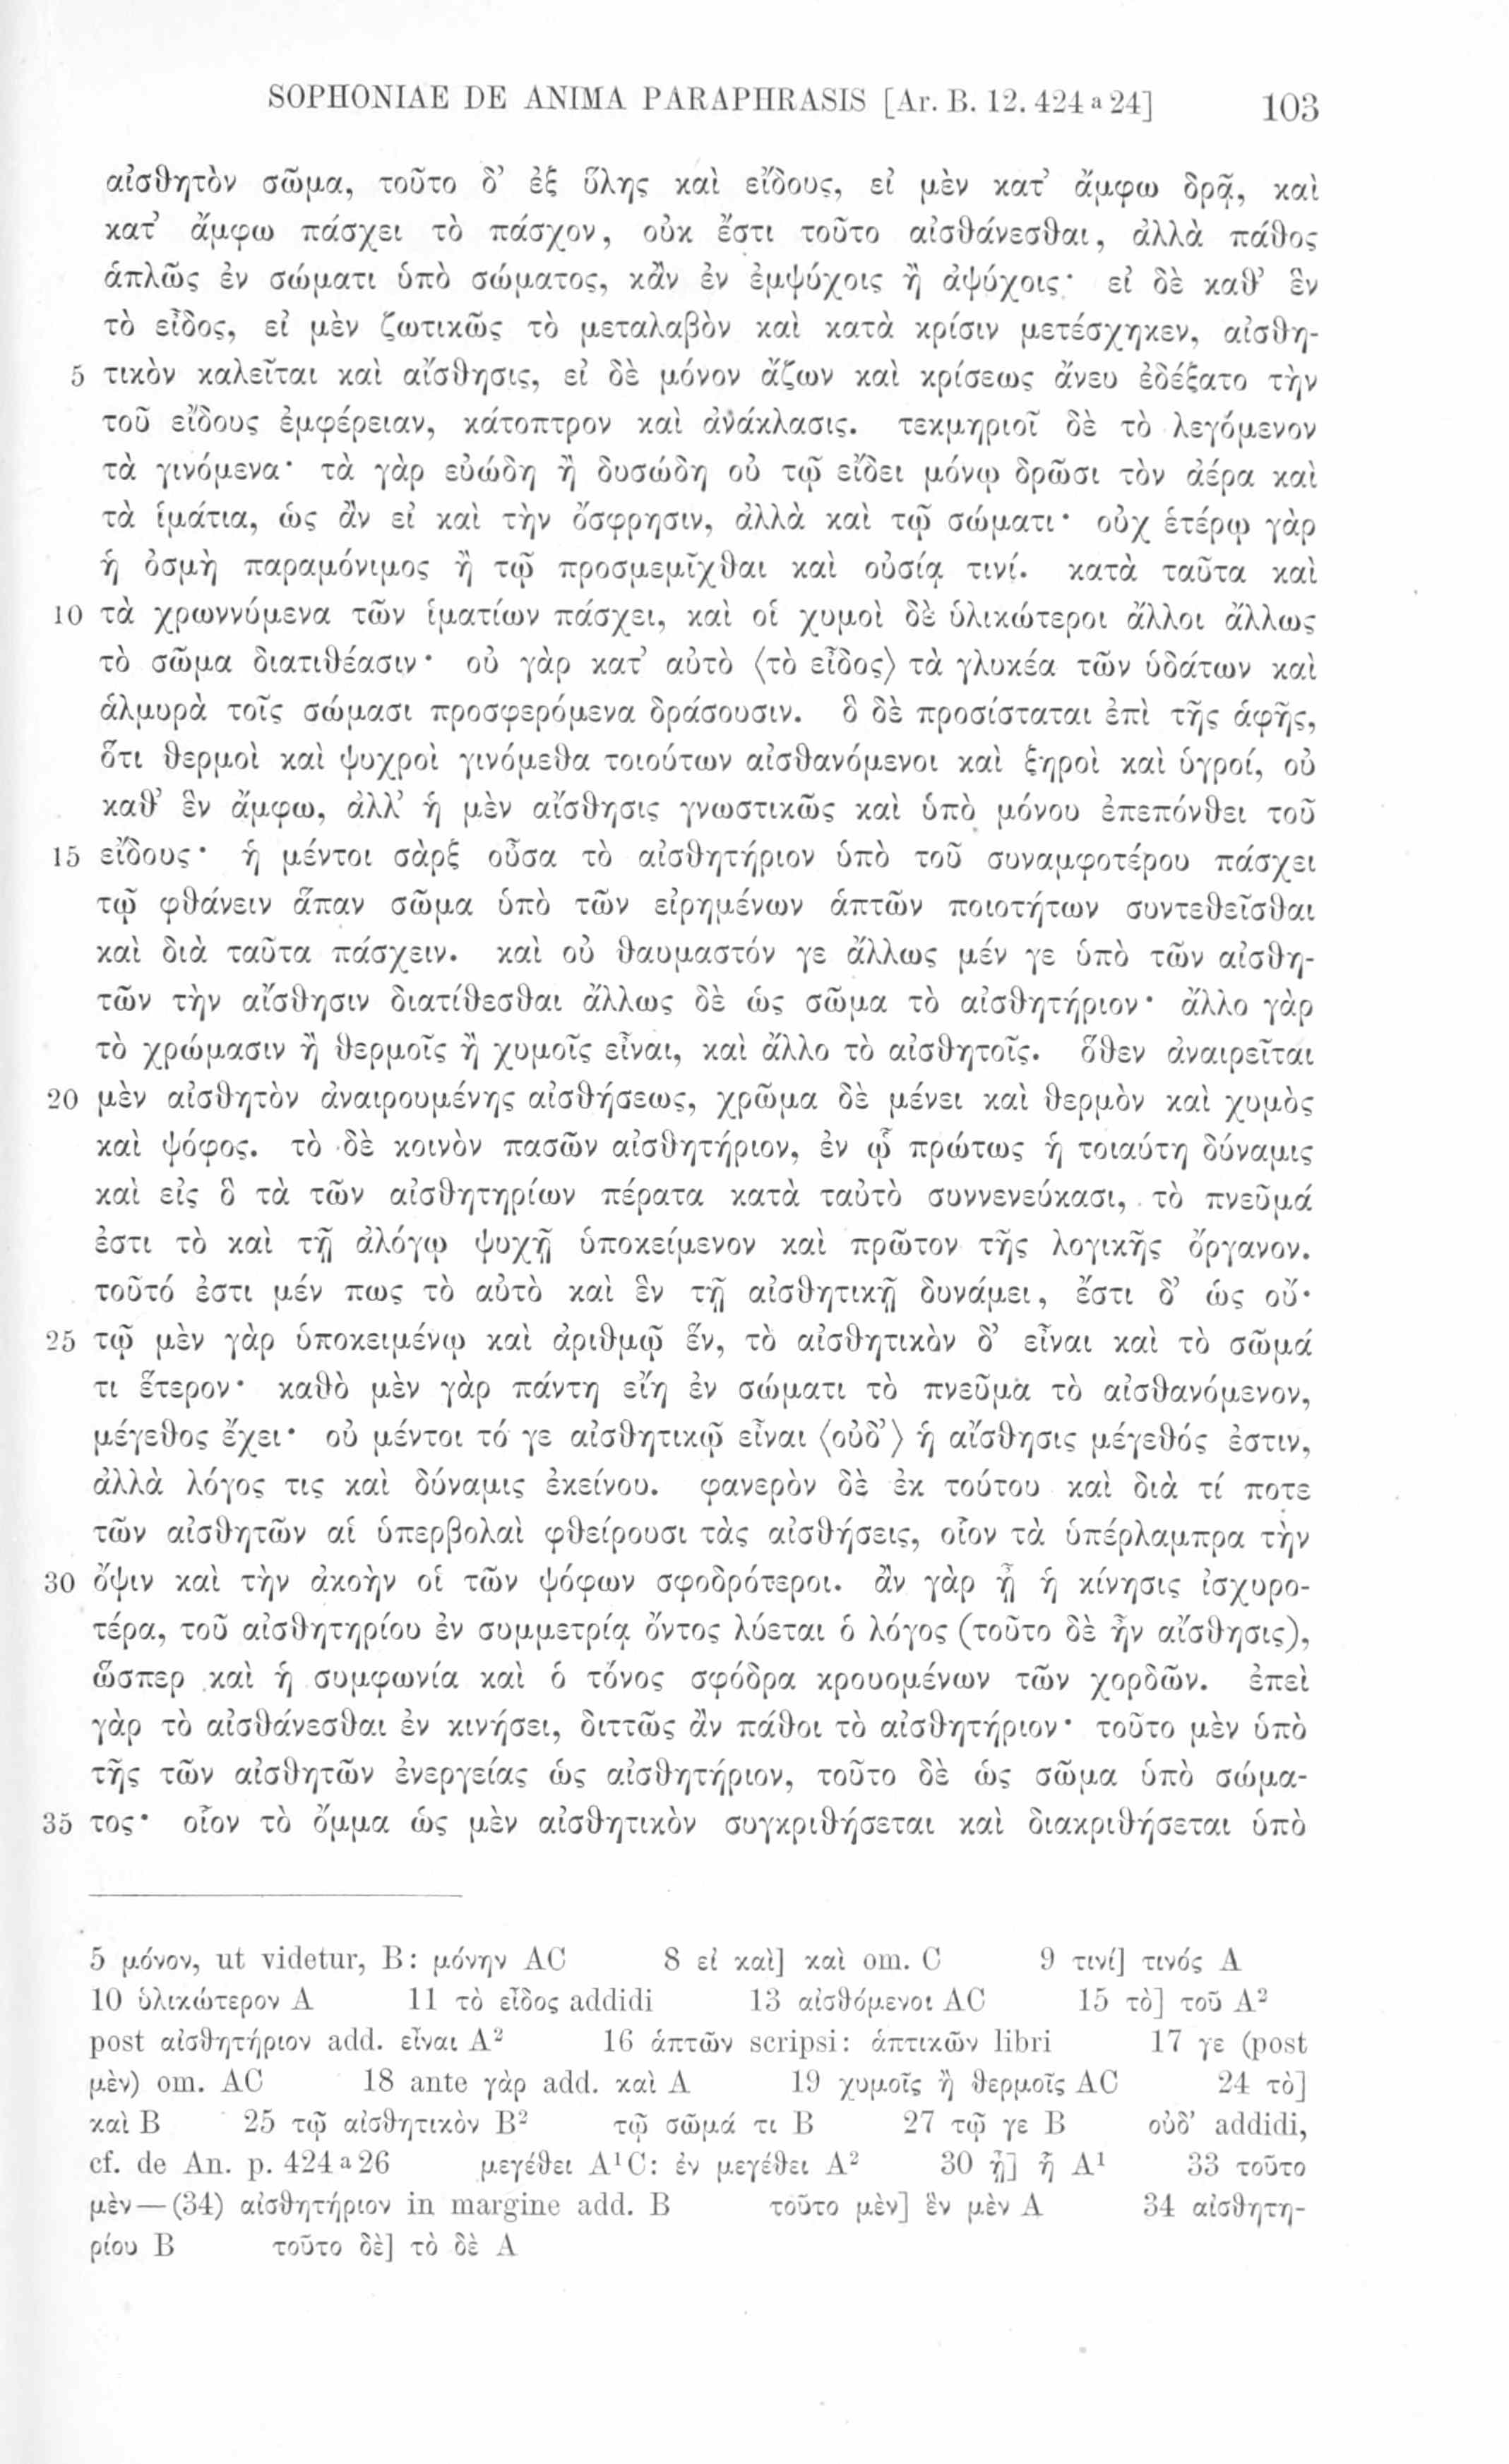 SOPHONIAE DE ANIMA PARAPHRASIS [Ar. B. 12. 424 a 24] 103
αἰσθητὸν σῶμα, τοῦτο δ’ ἐξ ὕλης καὶ εἴδους, εἰ μὲν κατ’ ἄμφω δρᾷ, καὶ
κατ’ ἄμφω πάσχει τὸ πάσχον, οὐκ ἔστι τοῦτο αἰσθάνεσθαι, ἀλλὰ πάθος
ἁπλῶς ἐν σώματι ὑπὸ σώματος, κἂν ἐν ἐμψύχοις ἢ ἀψύχοις· εἰ δὲ καθ’ ἓν
τὸ εἶδος, εἰ μὲν ζωτικῶς τὸ μεταλαβὸν καὶ κατὰ κρίσιν μετέσχηκεν, αἰσθη-
5 τικὸν καλεῖται καὶ αἴσθησις, εἰ δὲ μόνον ἄζων καὶ κρίσεως ἄνευ ἐδέξατο τὴν
τοῦ εἴδους ἐμφέρειαν, κάτοπτρον καὶ ἀνάκλασις. τεκμηριοῖ δὲ τὸ λεγόμενον
τὰ γινόμενα· τὰ γὰρ εὐώδη ἢ δυσώδη οὐ τῷ εἴδει μόνῳ δρῶσι τὸν ἀέρα καὶ
τὰ ἱμάτια, ὡς ἂν εἰ καὶ τὴν ὄσφρησιν, ἀλλὰ καὶ τῷ σώματι· οὐχ ἑτέρῳ γὰρ
ἡ ὀσμὴ παραμόνιμος ἢ τῷ προσμεμῖχθαι καὶ οὐσίᾳ τινί. κατὰ ταῦτα καὶ
10 τὰ χρωννύμενα τῶν ἱματίων πάσχει, καὶ οἱ χυμοὶ δὲ ὑλικώτεροι ἄλλοι ἄλλως
τὸ σῶμα διατιθέασιν· οὐ γὰρ κατ’ αὐτὸ ⟨τὸ εἶδος⟩ τὰ γλυκέα τῶν ὑδάτων καὶ
ἁλμυρὰ τοῖς σώμασι προσφερόμενα δράσουσιν. ὃ δὲ προσίσταται ἐπὶ τῆς ἁφῆς,
ὅτι θερμοὶ καὶ ψυχροὶ γινόμεθα τοιούτων αἰσθανόμενοι καὶ ξηροὶ καὶ ὑγροί, οὐ
καθ’ ἓν ἄμφω, ἀλλ’ ἡ μὲν αἴσθησις γνωστικῶς καὶ ὑπὸ μόνου ἐπεπόνθει τοῦ
15 εἴδους· ἡ μέντοι σὰρξ οὖσα τὸ αἰσθητήριον ὑπὸ τοῦ συναμφοτέρου πάσχει
τῷ φθάνειν ἅπαν σῶμα ὑπὸ τῶν εἰρημένων ἁπτῶν ποιοτήτων συντεθεῖσθαι
καὶ διὰ ταῦτα πάσχειν. καὶ οὐ θαυμαστόν γε ἄλλως μέν γε ὑπὸ τῶν αἰσθη-
τῶν τὴν αἴσθησιν διατίθεσθαι ἄλλως δὲ ὡς σῶμα τὸ αἰσθητήριον· ἄλλο γὰρ
τὸ χρώμασιν ἢ θερμοῖς ἢ χυμοῖς εἶναι, καὶ ἄλλο τὸ αἰσθητοῖς. ὅθεν ἀναιρεῖται
20 μὲν αἰσθητὸν ἀναιρουμένης αἰσθήσεως, χρῶμα δὲ μένει καὶ θερμὸν καὶ χυμὸς
καὶ ψόφος. τὸ δὲ κοινὸν πασῶν αἰσθητήριον, ἐν ᾧ πρώτως ἡ τοιαύτη δύναμις
καὶ εἰς ὃ τὰ τῶν αἰσθητηρίων πέρατα κατὰ ταὐτὸ συννενεύκασι, τὸ πνεῦμά
ἐστι τὸ καὶ τῇ ἀλόγῳ ψυχῇ ὑποκείμενον καὶ πρῶτον τῆς λογικῆς ὄργανον.
τοῦτό ἐστι μέν πως τὸ αὐτὸ καὶ ἓν τῇ αἰσθητικῇ δυνάμει, ἔστι δ’ ὡς οὔ·
25 τῷ μὲν γὰρ ὑποκειμένῳ καὶ ἀριθμῷ ἕν, τὸ αἰσθητικὸν δ’ εἶναι καὶ τὸ σῶμά
τι ἕτερον· καθὸ μὲν γὰρ πάντη εἴη ἐν σώματι τὸ πνεῦμα τὸ αἰσθανόμενον,
μέγεθος ἔχει· οὐ μέντοι τό γε αἰσθητικῷ εἶναι ⟨οὐδ’⟩ ἡ αἴσθησις μέγεθός ἐστιν,
ἀλλὰ λόγος τις καὶ δύναμις ἐκείνου. φανερὸν δὲ ἐκ τούτου καὶ διὰ τί ποτε
τῶν αἰσθητῶν αἱ ὑπερβολαὶ φθείρουσι τὰς αἰσθήσεις, οἷον τὰ ὑπέρλαμπρα τὴν
30 ὄψιν καὶ τὴν ἀκοὴν οἱ τῶν ψόφων σφοδρότεροι. ἂν γὰρ ᾖ ἡ κίνησις ἰσχυρο-
τέρα, τοῦ αἰσθητηρίου ἐν συμμετρίᾳ ὄντος λύεται ὁ λόγος (τοῦτο δὲ ἦν αἴσθησις),
ὥσπερ καὶ ἡ συμφωνία καὶ ὁ τόνος σφόδρα κρουομένων τῶν χορδῶν. ἐπεὶ
γὰρ τὸ αἰσθάνεσθαι ἐν κινήσει, διττῶς ἂν πάθοι τὸ αἰσθητήριον· τοῦτο μὲν ὑπὸ
τῆς τῶν αἰσθητῶν ἐνεργείας ὡς αἰσθητήριον, τοῦτο δὲ ὡς σῶμα ὑπὸ σώμα-
35 τος· οἷον τὸ ὄμμα ὡς μὲν αἰσθητικὸν συγκριθήσεται καὶ διακριθήσεται ὑπὸ
5 μόνον, ut videtur, B: μόνην AC 8 εἰ καὶ] καὶ om. C 9 τινί] τινός A
10 ὑλικώτερον A 11 τὸ εἶδος addidi 13 αἰσθόμενοι AC 15 τὸ] τοῦ A²
post αἰσθητήριον add. εἶναι A² 16 ἁπτῶν scripsi: ἁπτικῶν libri 17 γε (post
μὲν) om. AC 18 ante γὰρ add. καὶ A 19 χυμοῖς ἢ θερμοῖς AC 24 τὸ]
καὶ B 25 τῷ αἰσθητικὸν B² τῷ σῶμά τι B 27 τῷ γε B οὐδ’ addidi,
cf. de An. p. 424 a 26 μεγέθει A¹C: ἐν μεγέθει A² 30 ᾖ] ἢ A¹ 33 τοῦτο
μὲν — (34) αἰσθητήριον in margine add. B τοῦτο μὲν] ἓν μὲν A 34 αἰσθητη-
ρίου B τοῦτο δὲ] τὸ δὲ A